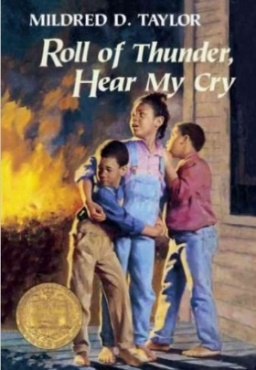 MILDRED D. TAYLOR
Roll of Thunder,
Hear My Cry